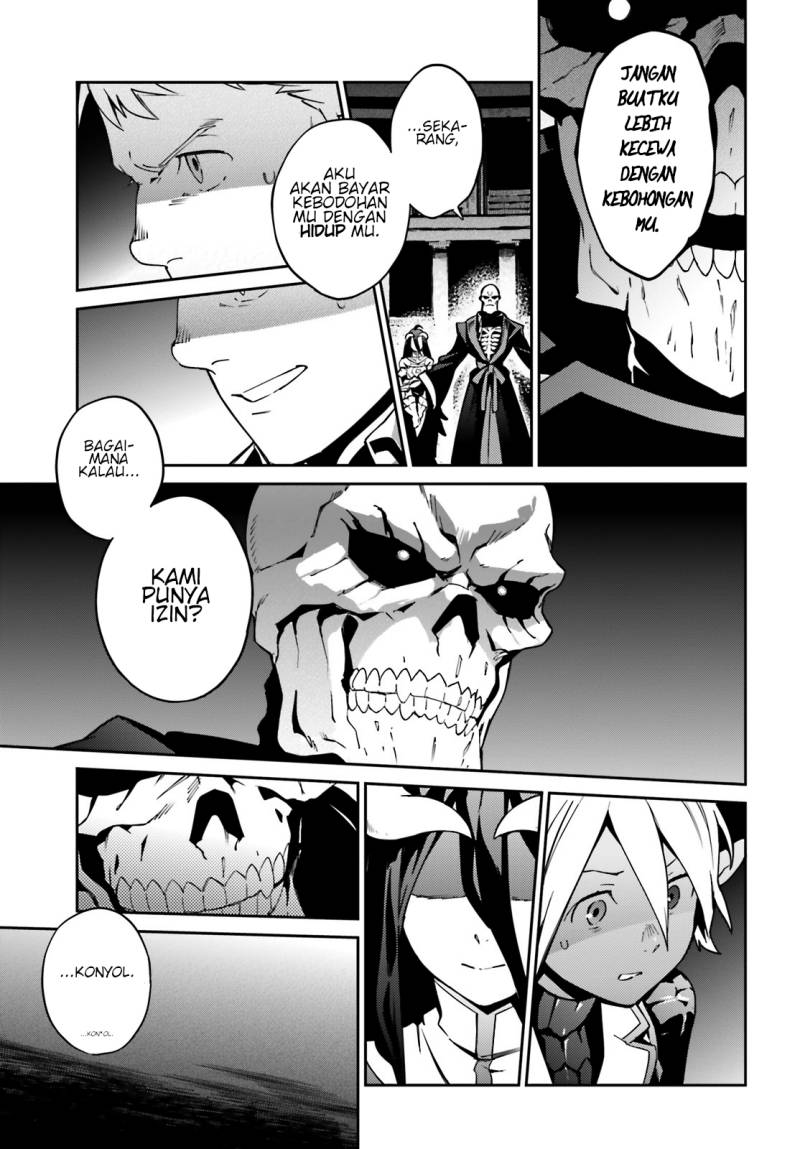 JANGAN
BUATKU
LEBIH
KECEWA
DENGAN
KEBOHONGAN
MU.
...SEKA-
RANG,
AKU
AKAN BAYAR
KEBODOHAN
MU DENGAN
HIDUP MU.
BAGAI-
MANA
KALAU...
KAMI
PUNYA
IZIN?
...KONYOL.